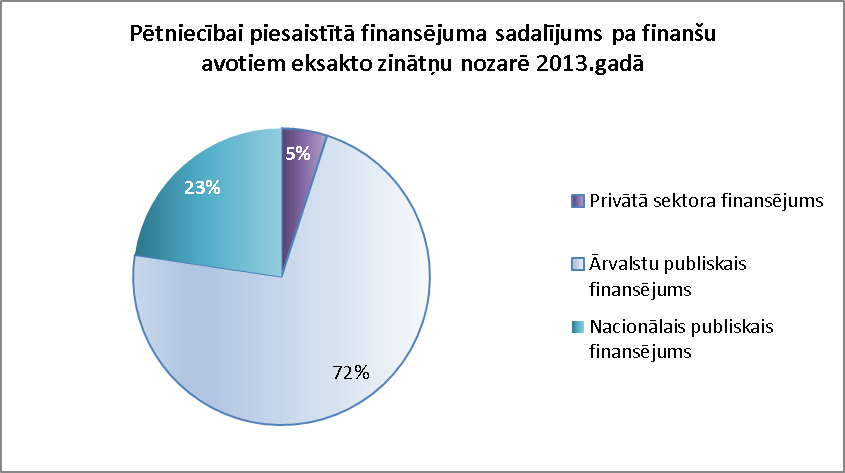 Pētniecībai piesaistītā finansējuma sadalījums pa finanšu
avotiem eksakto zinātņu nozarē 2013.gadā
5%
23%
72%
Privātā sektora finansējums
Ārvalstu publiskais
finansējums
Nacionālais publiskais
finansējums